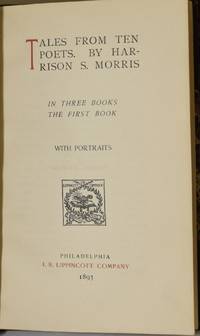 TALES FROM TEN
POETS. BY HAR-
RISON S. MORRIS
IN THREE BOOKS
THE FIRST BOOK
WITH PORTRAITS
PHILADELPHIA
J. B. LIPPINCOTT COMPANY
1893